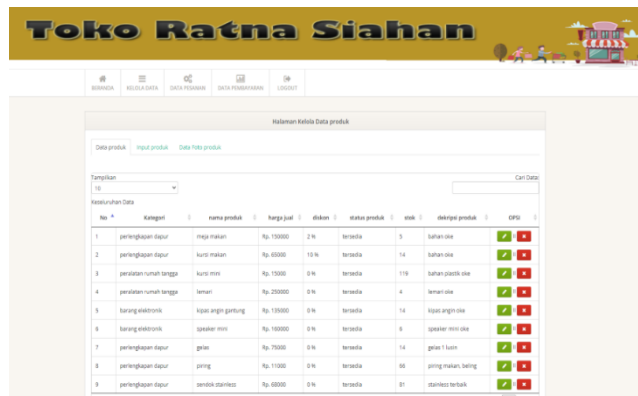 Toko Ratna Siahan
BERANDA KELOLA DATA DATA PESANAN DATA PEMBAYARAN LOGOUT
Halaman Kelola Data produk
Data produk Input produk Data Foto produk
Tampilkan Cari Data:
10
Keseluruhan Data
No Kategori nama produk harga jual diskon status produk stok dekripsi produk OPSI
1 perlengkapan dapur meja makan Rp. 150000 2 % tersedia 5 bahan oke
2 perlengkapan dapur kursi makan Rp. 65000 10 % tersedia 14 bahan oke
3 peralatan rumah tangga kursi mini Rp. 15000 0 % tersedia 119 bahan plastik oke
4 peralatan rumah tangga lemari Rp. 250000 0 % tersedia 4 lemari oke
5 barang elektronik kipas angin gantung Rp. 135000 0 % tersedia 14 kipas angin oke
6 barang elektronik speaker mini Rp. 160000 0 % tersedia 6 speaker mini oke
7 perlengkapan dapur gelas Rp. 75000 0 % tersedia 14 gelas 1 lusin
8 perlengkapan dapur piring Rp. 11000 0 % tersedia 66 piring makan, beling
9 perlengkapan dapur sendok stainless Rp. 60000 0 % tersedia 81 stainless terbaik